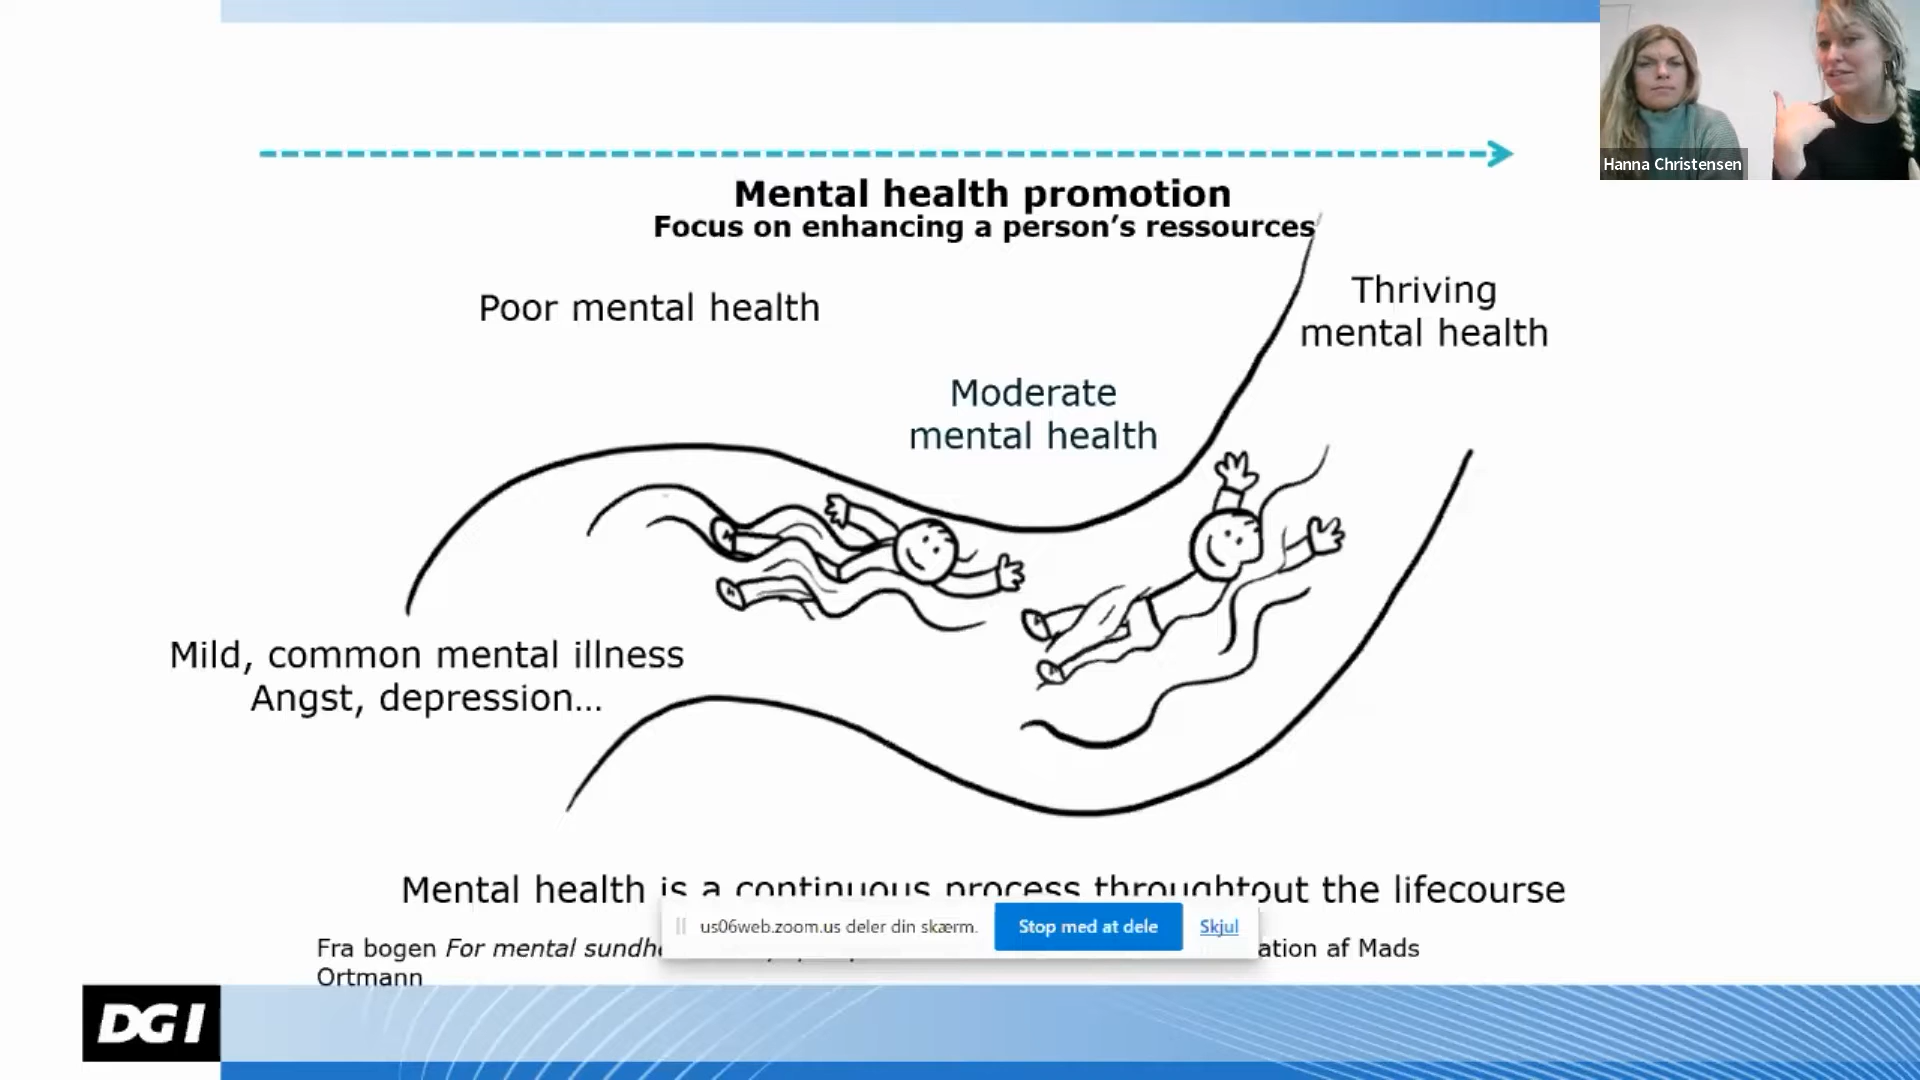 Hanna Christensen
Mental health promotion
Focus on enhancing a person’s ressources
Poor mental health
Thriving
mental health
Moderate
mental health
Mild, common mental illness
Angst, depression...
Mental health is a continuous process throughtout the lifecourse
us06web.zoom.us deler din skærm.
Stop med at dele
Skjul
Fra bogen For mental sundhe ation af Mads
Ortmann
DGI